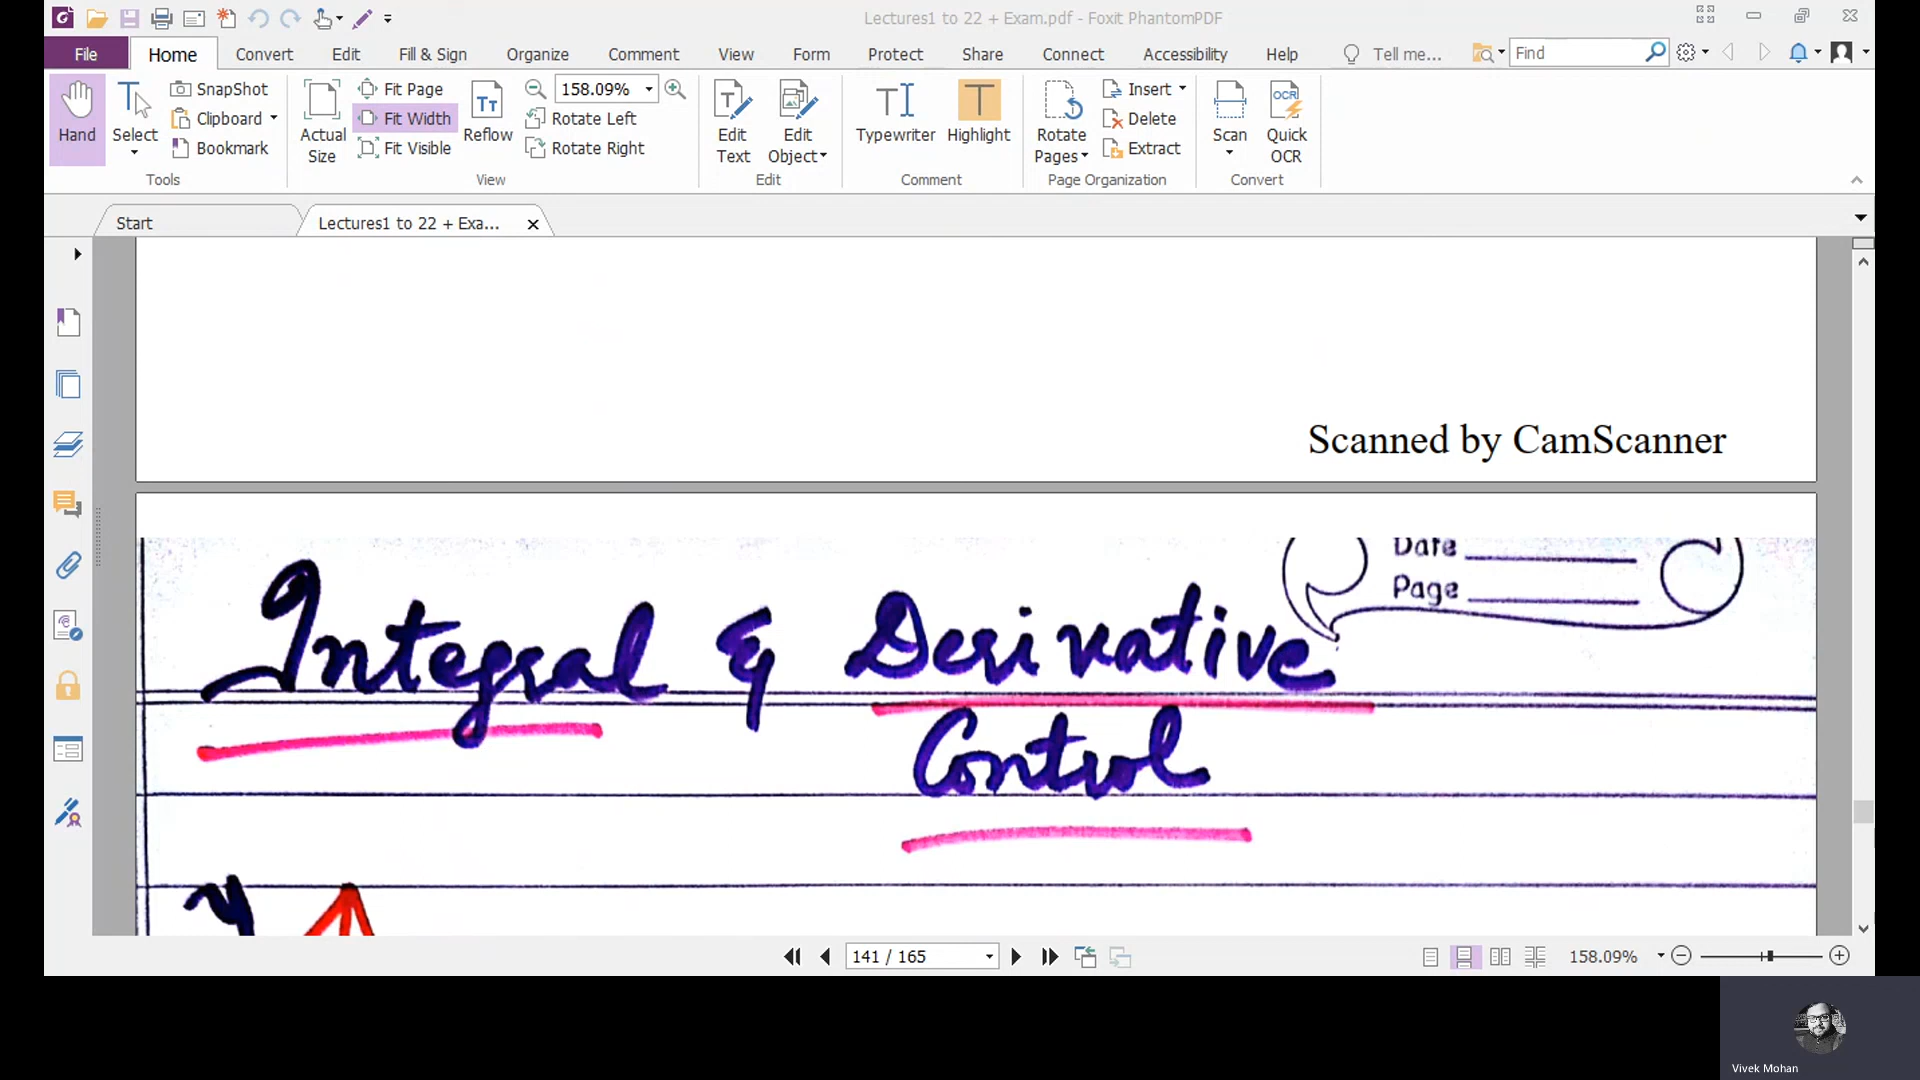 Lectures1 to 22 + Exam.pdf - Foxit PhantomPDF
File Home Convert Edit Fill & Sign Organize Comment View Form Protect Share Connect Accessibility Help Tell me... Find
Hand
Select
SnapShot
Clipboard
Bookmark
Tools
Actual Size
Fit Page
Fit Width
Fit Visible
Reflow
158.09%
Rotate Left
Rotate Right
View
Edit Text
Edit Object
Edit
Typewriter
Highlight
Comment
Rotate Pages
Insert
Delete
Extract
Page Organization
Scan
OCR
Quick OCR
Convert
Start
Lectures1 to 22 + Exa...
Scanned by CamScanner
Date
Page
Integral & Derivative
Control
y
141 / 165
158.09%
Vivek Mohan